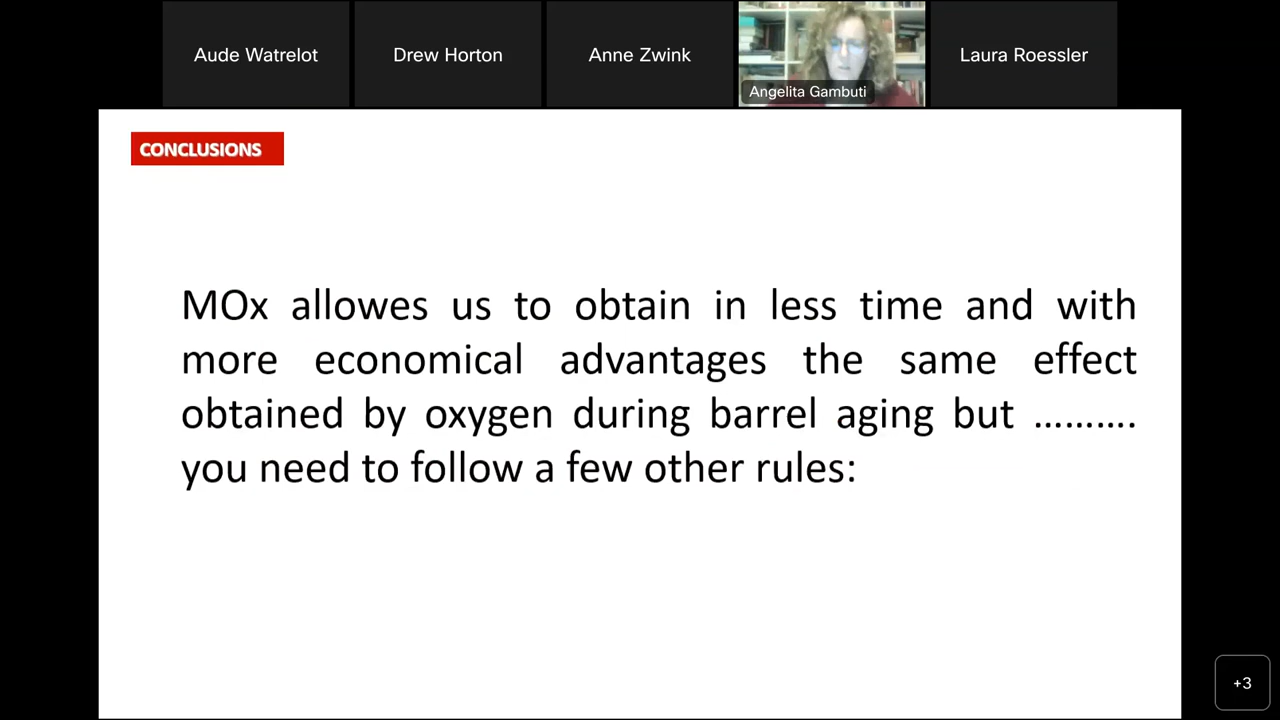 Aude Watrelot
Drew Horton
Anne Zwink
Angelita Gambuti
Laura Roessler
CONCLUSIONS
MOx allowes us to obtain in less time and with
more economical advantages the same effect
obtained by oxygen during barrel aging but ……….
you need to follow a few other rules:
+3